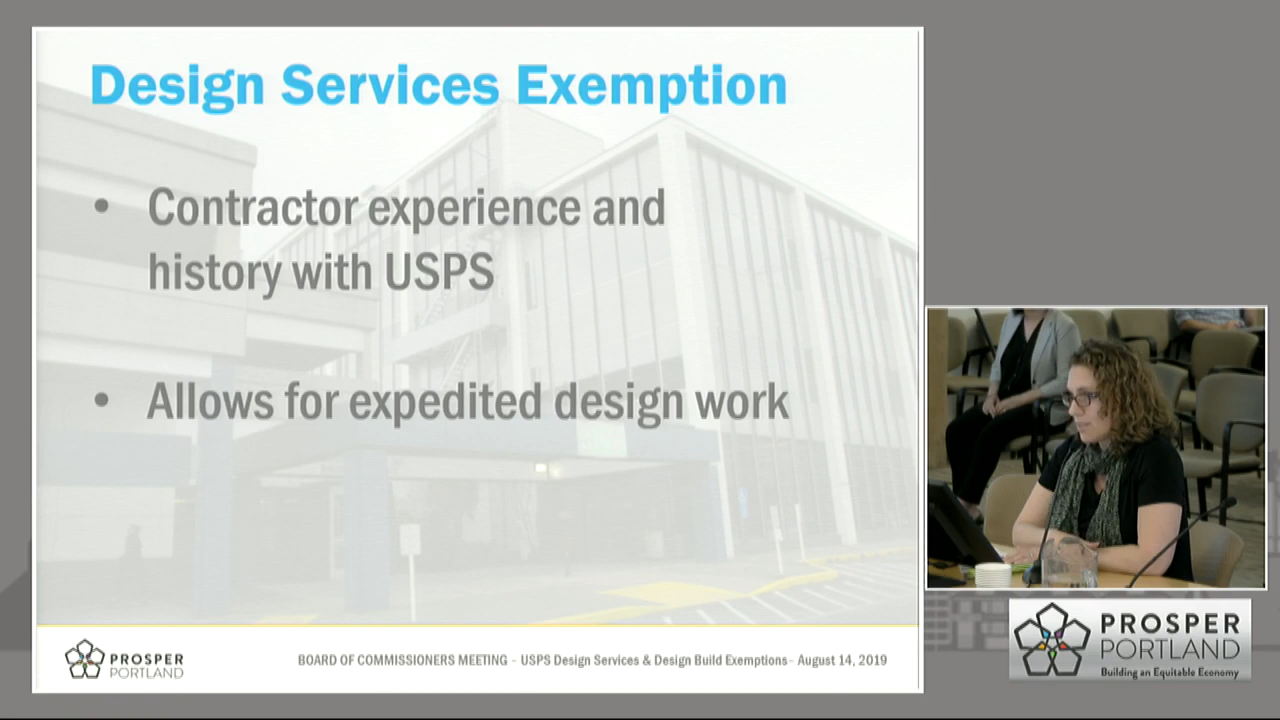 Design Services Exemption
• Contractor experience and
history with USPS
• Allows for expedited design work
PROSPER
PORTLAND
BOARD OF COMMISSIONERS MEETING - USPS Design Services & Design Build Exemptions- August 14, 2019
PROSPER
PORTLAND
Building an Equitable Economy